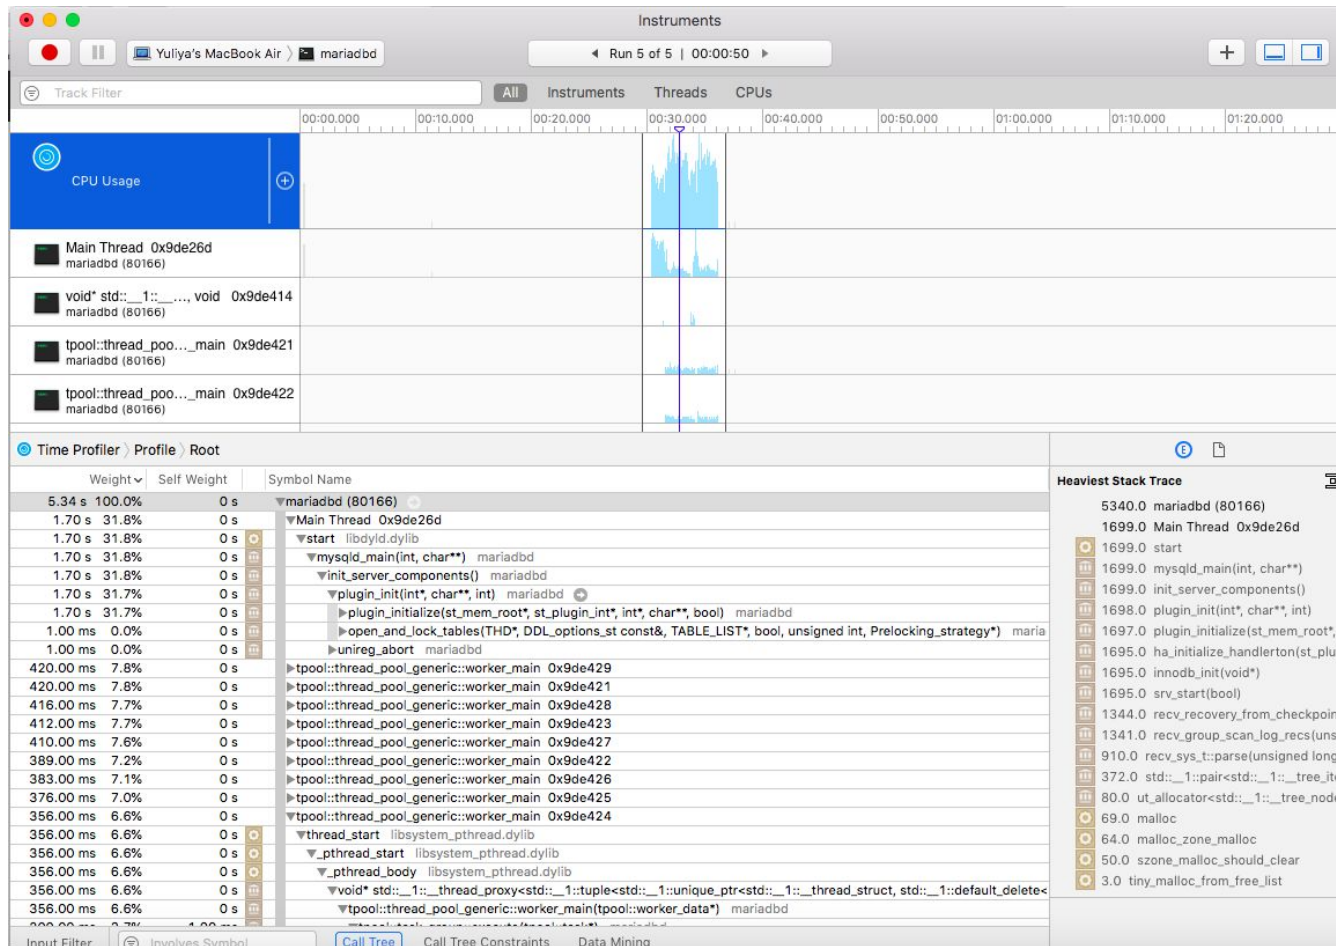 Instruments
Yuliya's MacBook Air 〉 mariadbd
Run 5 of 5 | 00:00:50
Track Filter
All Instruments Threads CPUs
00:00.000 00:10.000 00:20.000 00:30.000 00:40.000 00:50.000 01:00.000 01:10.000 01:20.000
CPU Usage
Main Thread 0x9de26d
mariadbd (80166)
void* std::__1::__..., void 0x9de414
mariadbd (80166)
tpool::thread_poo..._main 0x9de421
mariadbd (80166)
tpool::thread_poo..._main 0x9de422
mariadbd (80166)
Time Profiler 〉 Profile 〉 Root
Weight Self Weight Symbol Name
5.34 s 100.0% 0 s mariadbd (80166)
1.70 s 31.8% 0 s Main Thread 0x9de26d
1.70 s 31.8% 0 s start libdyld.dylib
1.70 s 31.8% 0 s mysqld_main(int, char**) mariadbd
1.70 s 31.8% 0 s init_server_components() mariadbd
1.70 s 31.7% 0 s plugin_init(int*, char**, int) mariadbd
1.70 s 31.7% 0 s plugin_initialize(st_mem_root*, st_plugin_int*, int*, char**, bool) mariadbd
1.00 ms 0.0% 0 s open_and_lock_tables(THD*, DDL_options_st const&, TABLE_LIST*, bool, unsigned int, Prelocking_strategy*) maria
1.00 ms 0.0% 0 s unireg_abort mariadbd
420.00 ms 7.8% 0 s tpool::thread_pool_generic::worker_main 0x9de429
420.00 ms 7.8% 0 s tpool::thread_pool_generic::worker_main 0x9de421
416.00 ms 7.7% 0 s tpool::thread_pool_generic::worker_main 0x9de428
412.00 ms 7.7% 0 s tpool::thread_pool_generic::worker_main 0x9de423
410.00 ms 7.6% 0 s tpool::thread_pool_generic::worker_main 0x9de427
389.00 ms 7.2% 0 s tpool::thread_pool_generic::worker_main 0x9de422
383.00 ms 7.1% 0 s tpool::thread_pool_generic::worker_main 0x9de426
376.00 ms 7.0% 0 s tpool::thread_pool_generic::worker_main 0x9de425
356.00 ms 6.6% 0 s tpool::thread_pool_generic::worker_main 0x9de424
356.00 ms 6.6% 0 s thread_start libsystem_pthread.dylib
356.00 ms 6.6% 0 s _pthread_start libsystem_pthread.dylib
356.00 ms 6.6% 0 s _pthread_body libsystem_pthread.dylib
356.00 ms 6.6% 0 s void* std::__1::__thread_proxy<std::__1::tuple<std::__1::unique_ptr<std::__1::__thread_struct, std::__1::default_delete<
356.00 ms 6.6% 0 s tpool::thread_pool_generic::worker_main(tpool::worker_data*) mariadbd
Input Filter Involves Symbol Call Tree Call Tree Constraints Data Mining
Heaviest Stack Trace
5340.0 mariadbd (80166)
1699.0 Main Thread 0x9de26d
1699.0 start
1699.0 mysqld_main(int, char**)
1699.0 init_server_components()
1698.0 plugin_init(int*, char**, int)
1697.0 plugin_initialize(st_mem_root*,
1695.0 ha_initialize_handlerton(st_plu
1695.0 innodb_init(void*)
1695.0 srv_start(bool)
1344.0 recv_recovery_from_checkpoin
1341.0 recv_group_scan_log_recs(uns
910.0 recv_sys_t::parse(unsigned long
372.0 std::__1::pair<std::__1::__tree_ite
80.0 ut_allocator<std::__1::__tree_node
69.0 malloc
64.0 malloc_zone_malloc
50.0 szone_malloc_should_clear
3.0 tiny_malloc_from_free_list